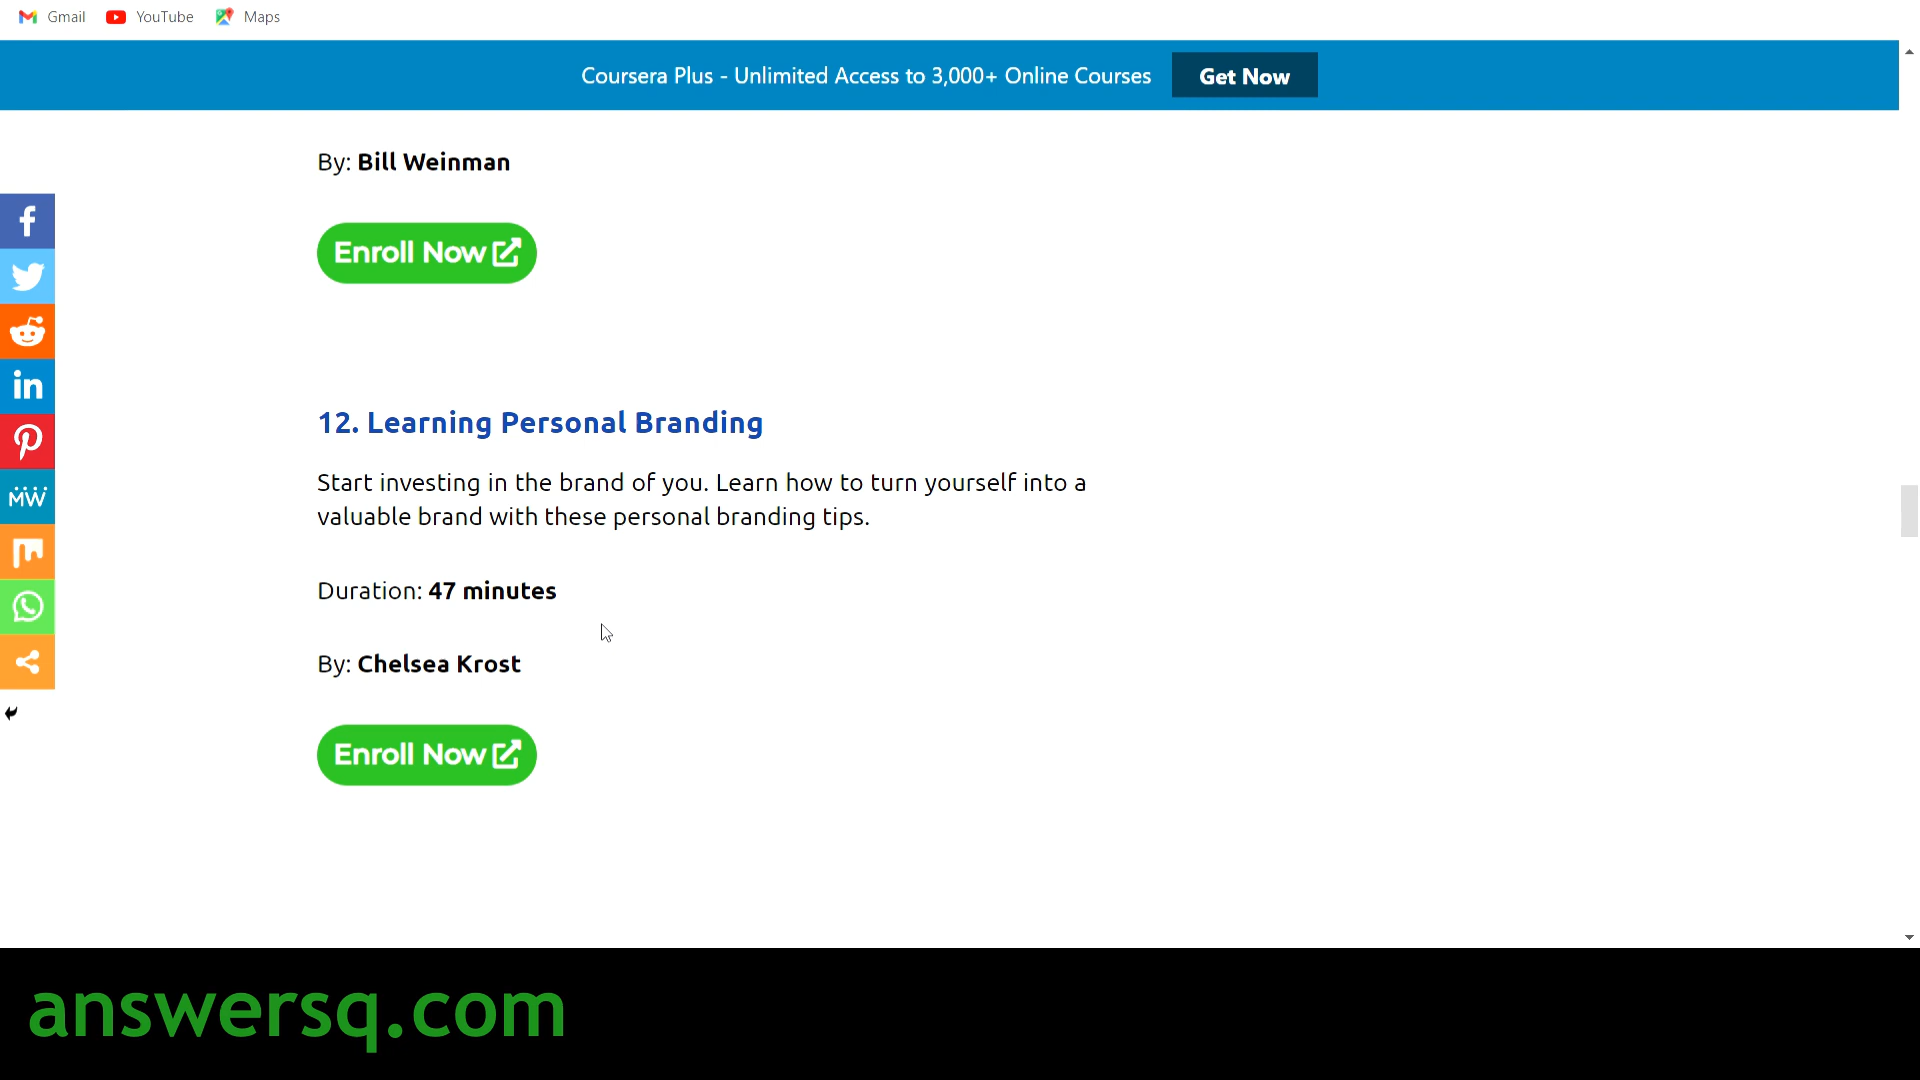 Gmail YouTube Maps
Coursera Plus - Unlimited Access to 3,000+ Online Courses Get Now
By: Bill Weinman
Enroll Now
12. Learning Personal Branding
Start investing in the brand of you. Learn how to turn yourself into a
valuable brand with these personal branding tips.
Duration: 47 minutes
By: Chelsea Krost
Enroll Now
in
MW
answersq.com